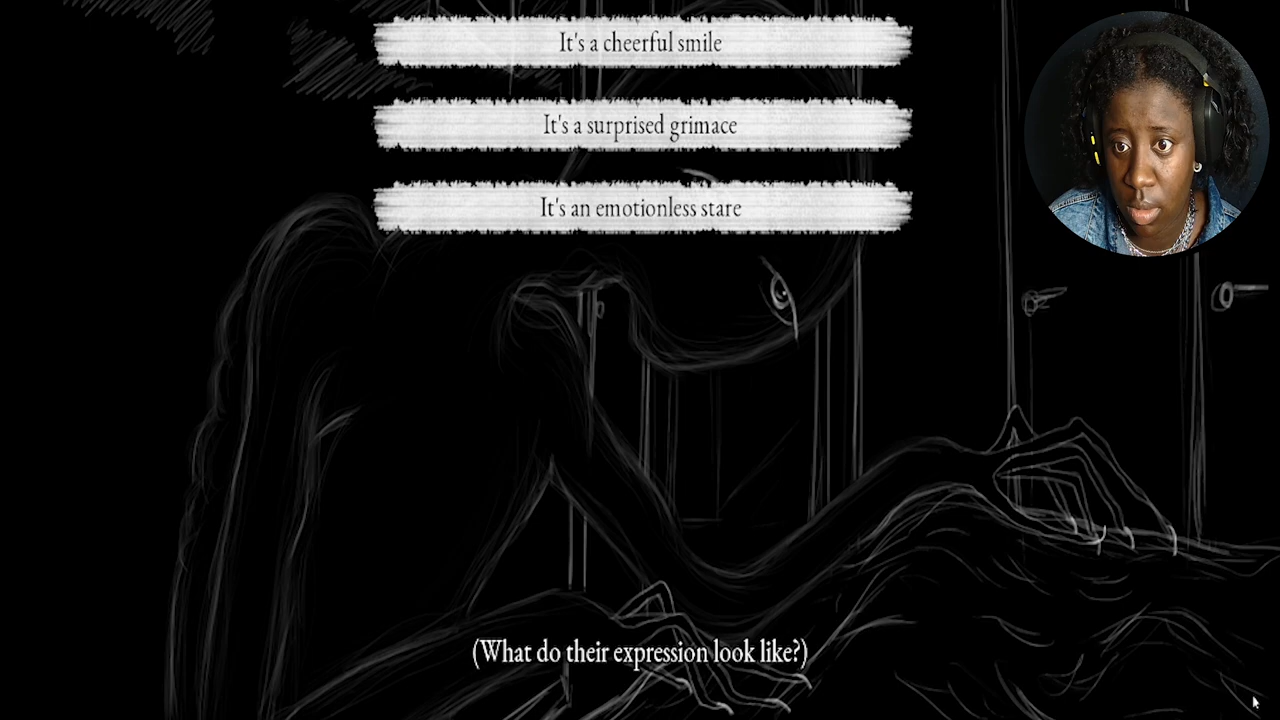 It's a cheerful smile
It's a surprised grimace
It's an emotionless stare
(What do their expression look like?)